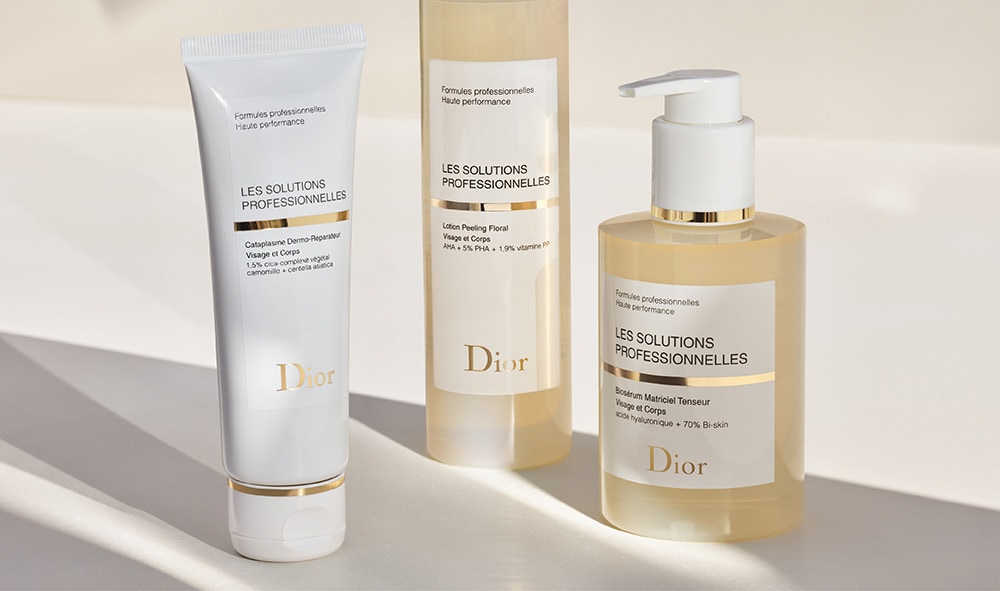 Formules professionnelles
Haute performance
LES SOLUTIONS
PROFESSIONNELLES
Cataplasme Dermo-Réparateur
Visage et Corps
1,5% cica-complexe végétal
camomille + centella asiatica
Dior
Formules professionnelles
Haute performance
LES SOLUTIONS
PROFESSIONNELLES
Lotion Peeling Floral
Visage et Corps
AHA + 5% PHA + 1,9% vitamine PP
Dior
Formules professionnelles
Haute performance
LES SOLUTIONS
PROFESSIONNELLES
Biosérum Matriciel Tenseur
Visage et Corps
acide hyaluronique + 70% Bi-skin
Dior